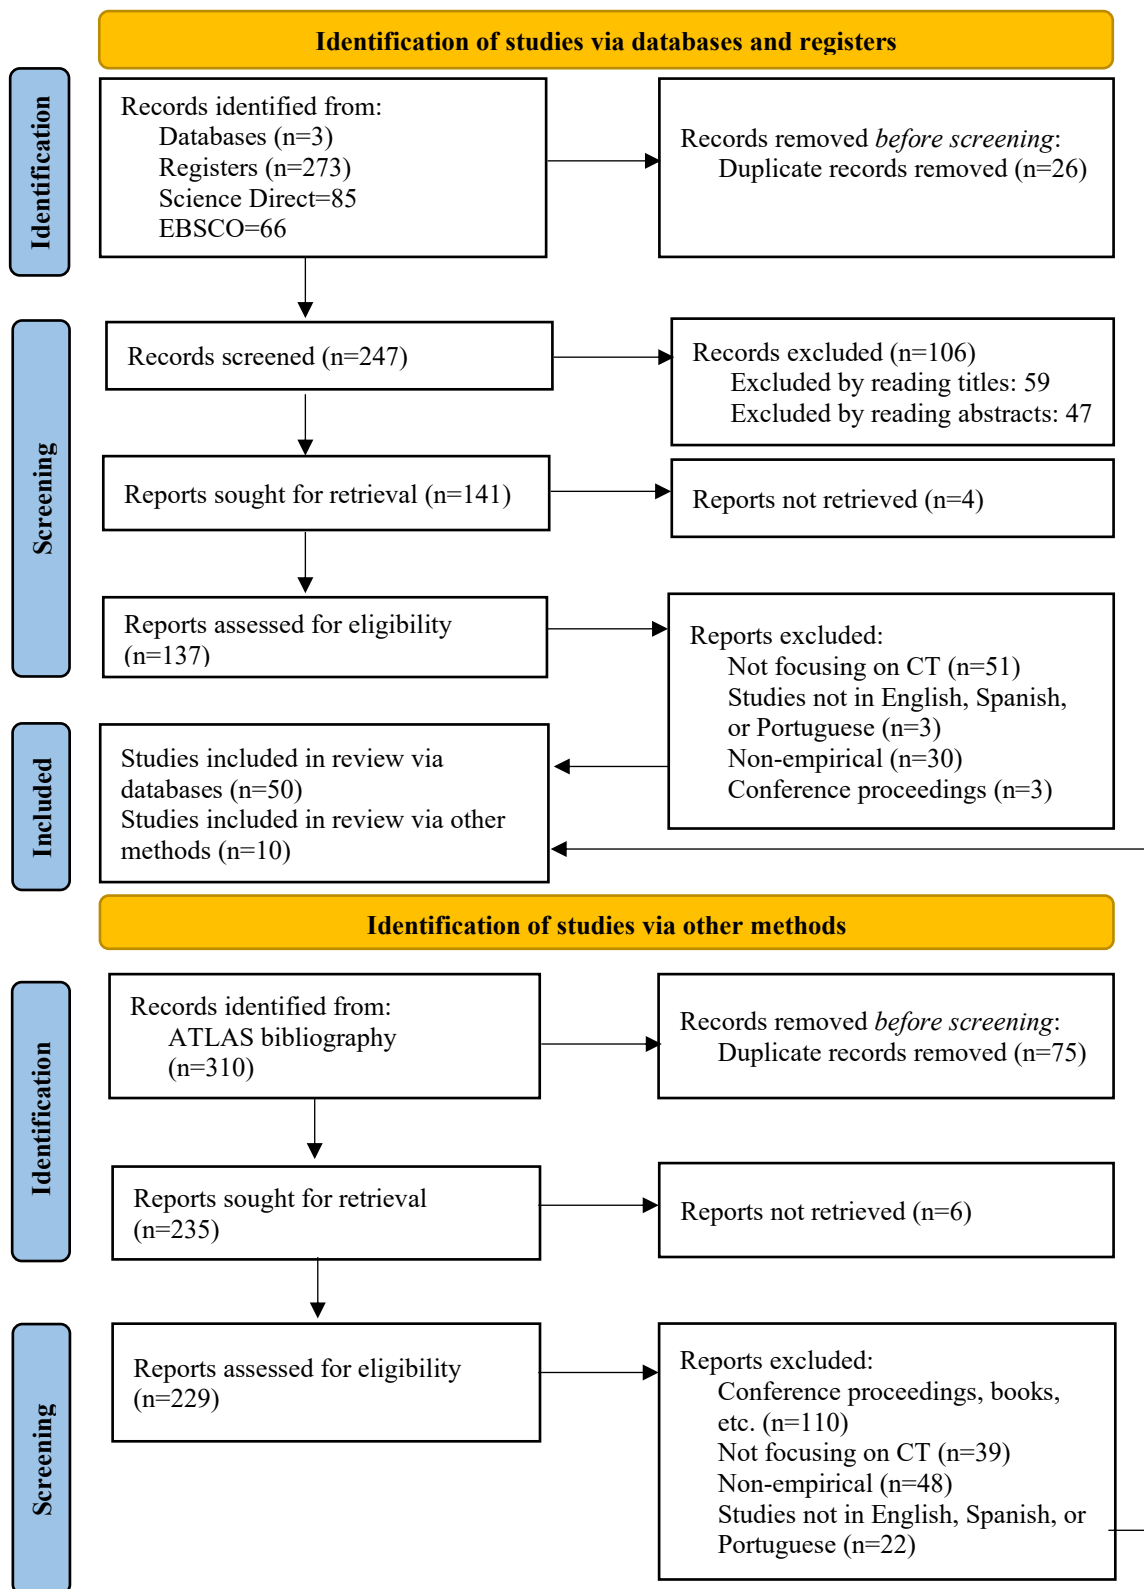 Identification of studies via databases and registers
Identification
Records identified from:
Databases (n=3)
Registers (n=273)
Science Direct=85
EBSCO=66
Records removed before screening:
Duplicate records removed (n=26)
Screening
Records screened (n=247)
Records excluded (n=106)
Excluded by reading titles: 59
Excluded by reading abstracts: 47
Reports sought for retrieval (n=141)
Reports not retrieved (n=4)
Reports assessed for eligibility
(n=137)
Reports excluded:
Not focusing on CT (n=51)
Studies not in English, Spanish,
or Portuguese (n=3)
Non-empirical (n=30)
Conference proceedings (n=3)
Included
Studies included in review via
databases (n=50)
Studies included in review via other
methods (n=10)
Identification of studies via other methods
Identification
Records identified from:
ATLAS bibliography
(n=310)
Records removed before screening:
Duplicate records removed (n=75)
Reports sought for retrieval
(n=235)
Reports not retrieved (n=6)
Screening
Reports assessed for eligibility
(n=229)
Reports excluded:
Conference proceedings, books,
etc. (n=110)
Not focusing on CT (n=39)
Non-empirical (n=48)
Studies not in English, Spanish, or
Portuguese (n=22)